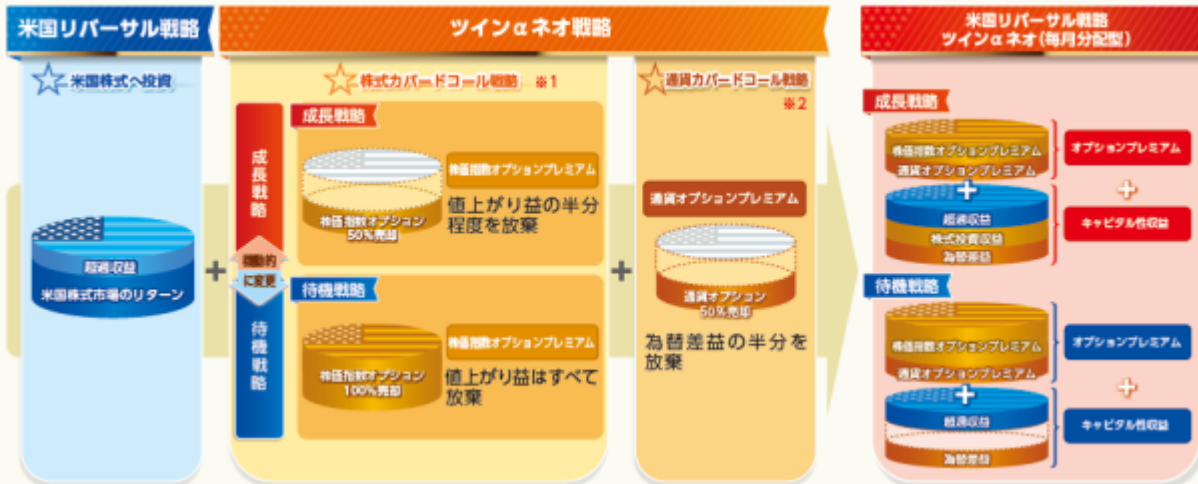 米国リバーサル戦略
ツインαネオ戦略
米国リバーサル戦略
ツインαネオ(毎月分配型)
米国株式へ投資
超過収益
米国株式市場のリターン
+
株式カバードコール戦略 ※1
成長戦略
機動的
に変更
待機戦略
成長戦略
株価指数オプション
50%売却
株価指数オプションプレミアム
値上がり益の半分
程度を放棄
待機戦略
株価指数オプション
100%売却
株価指数オプションプレミアム
値上がり益はすべて
放棄
+
通貨カバードコール戦略
※2
通貨オプションプレミアム
通貨オプション
50%売却
為替差益の半分を
放棄
成長戦略
株価指数オプションプレミアム
通貨オプションプレミアム
+
超過収益
株式投資収益
為替差益
オプションプレミアム
+
キャピタル性収益
待機戦略
株価指数オプションプレミアム
通貨オプションプレミアム
+
超過収益
為替差益
オプションプレミアム
+
キャピタル性収益